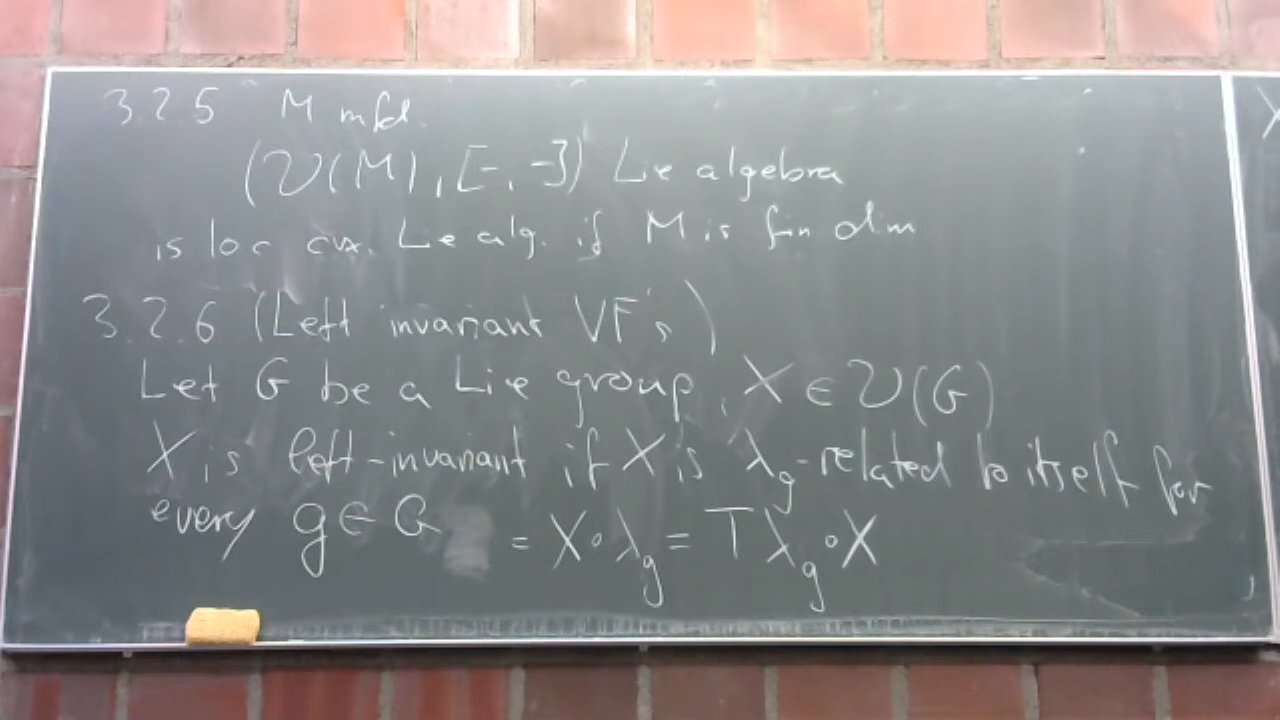 3.2.5 M mfd.
(V(M), [-, -]) Lie algebra
is loc cvx. Lie alg. if M is fin dim
3.2.6 (Left invariant VF's)
Let G be a Lie group, X ∈ V(G)
X is left-invariant if X is λ_g-related to itself for
every g ∈ G = X∘λ_g = Tλ_g∘X